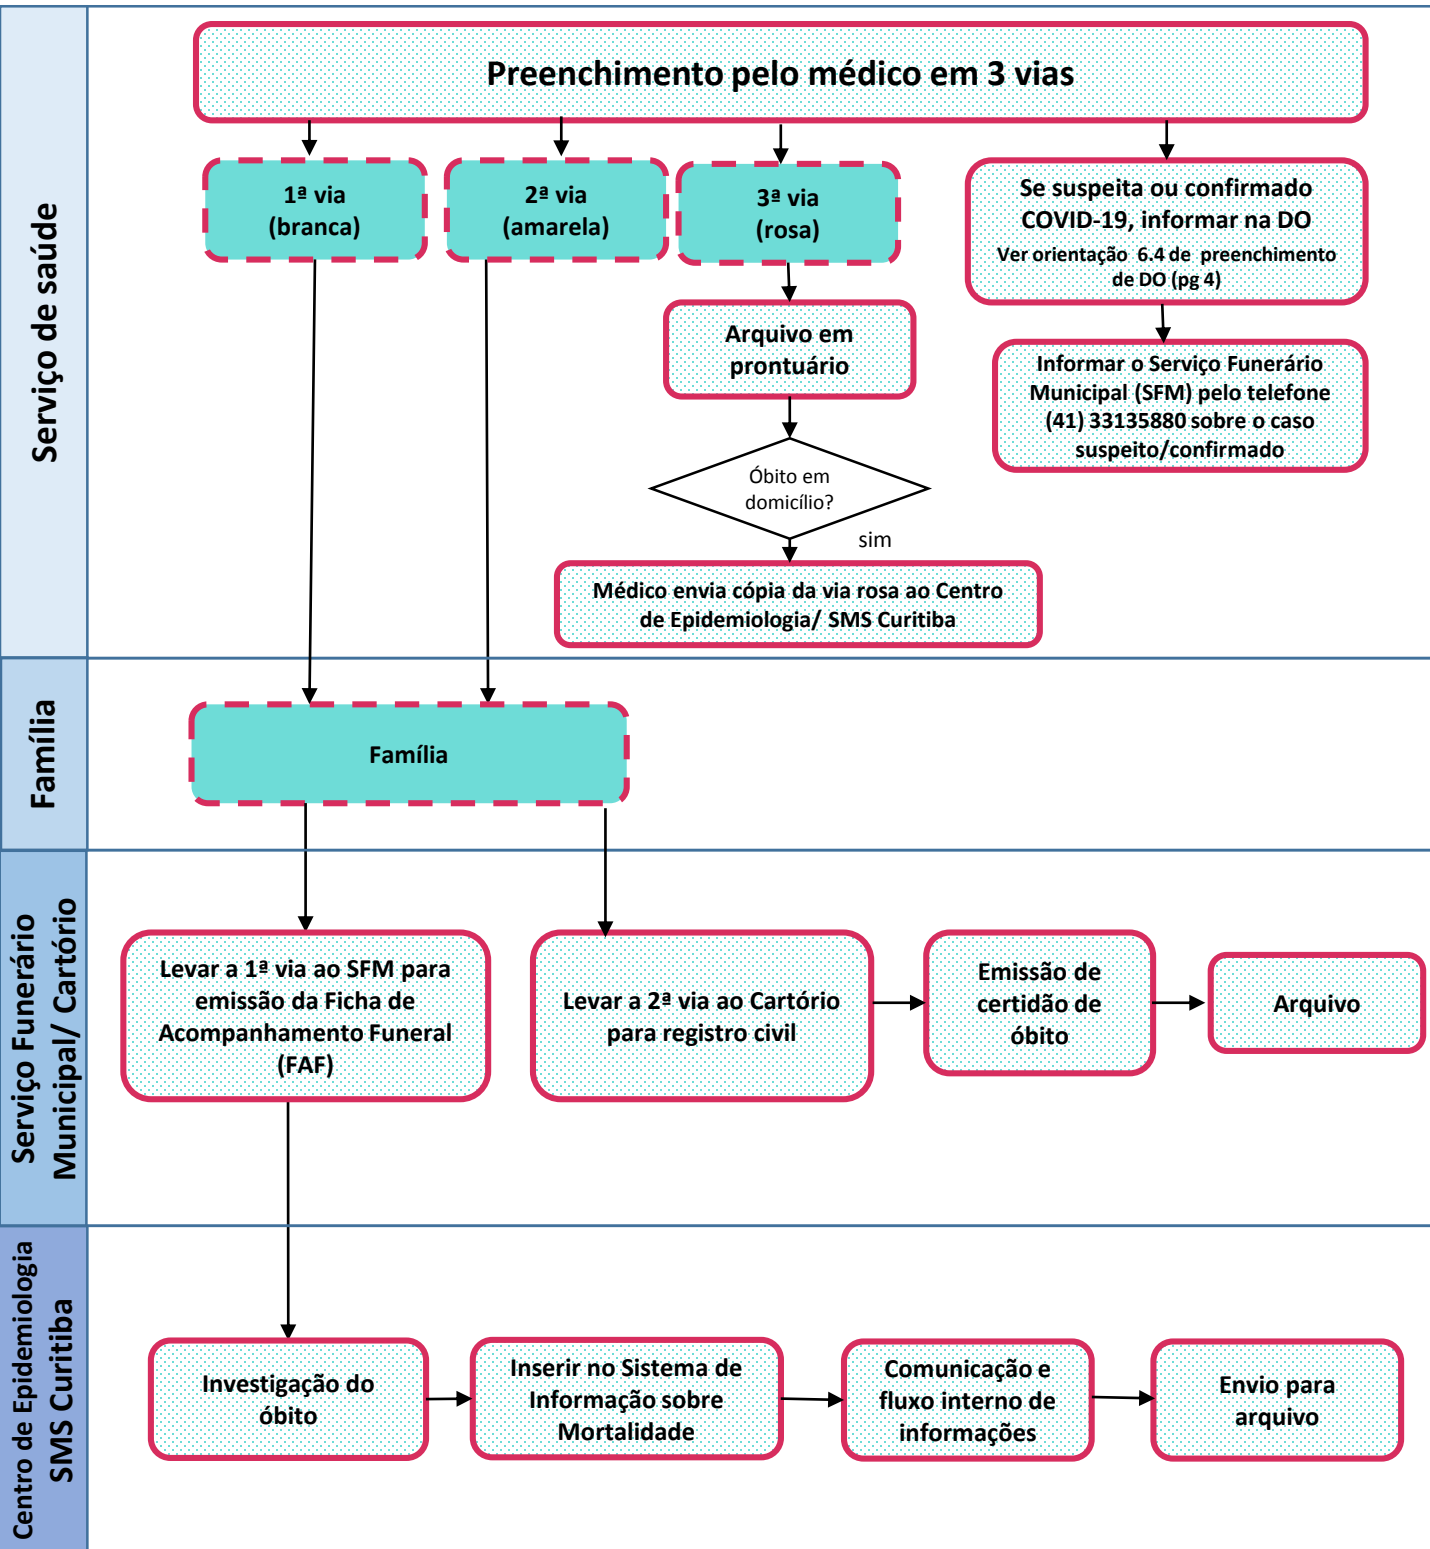 Serviço de saúde
Preenchimento pelo médico em 3 vias
1ª via
(branca)
2ª via
(amarela)
3ª via
(rosa)
Se suspeita ou confirmado
COVID-19, informar na DO
Ver orientação 6.4 de preenchimento
de DO (pg 4)
Arquivo em
prontuário
Informar o Serviço Funerário
Municipal (SFM) pelo telefone
(41) 33135880 sobre o caso
suspeito/confirmado
Óbito em
domicílio?
sim
Médico envia cópia da via rosa ao Centro
de Epidemiologia/ SMS Curitiba
Família
Família
Serviço Funerário
Municipal/ Cartório
Levar a 1ª via ao SFM para
emissão da Ficha de
Acompanhamento Funeral
(FAF)
Levar a 2ª via ao Cartório
para registro civil
Emissão de
certidão de
óbito
Arquivo
Centro de Epidemiologia
SMS Curitiba
Investigação do
óbito
Inserir no Sistema de
Informação sobre
Mortalidade
Comunicação e
fluxo interno de
informações
Envio para
arquivo